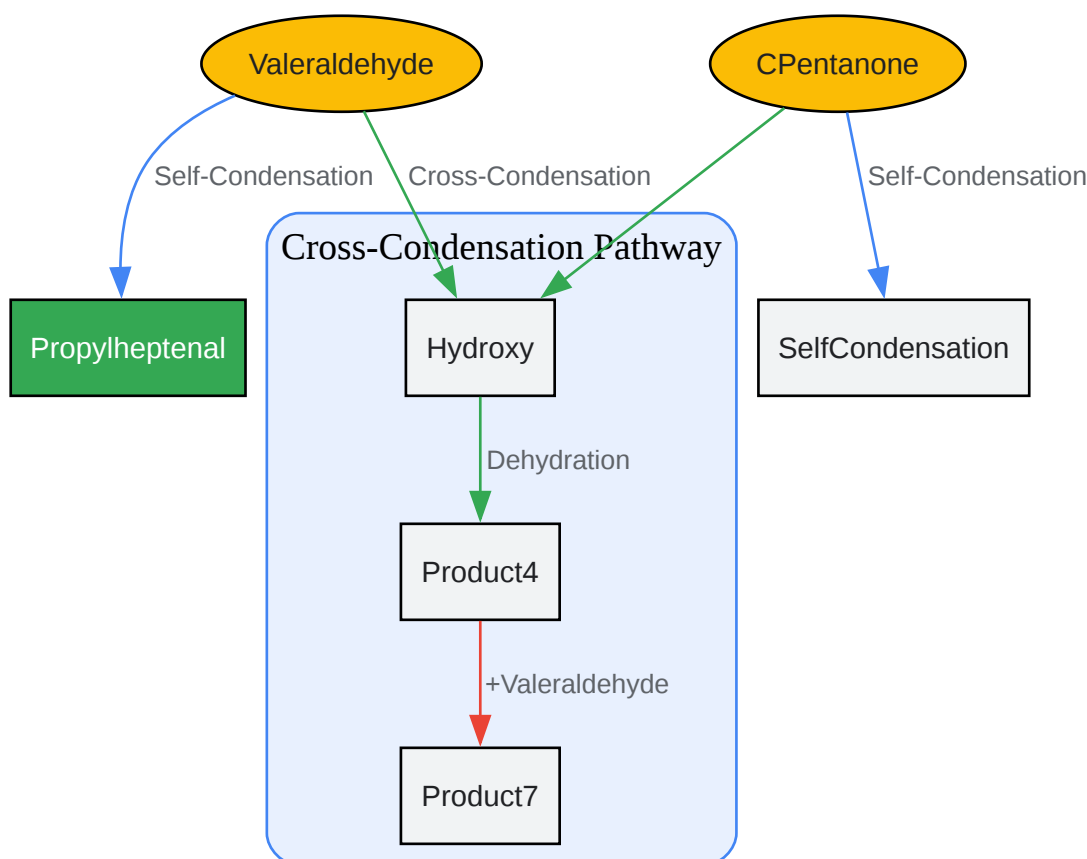 Valeraldehyde
CPentanone
Self-Condensation
Cross-Condensation
Self-Condensation
Cross-Condensation Pathway
Propylheptenal
Hydroxy
SelfCondensation
Dehydration
Product4
+Valeraldehyde
Product7